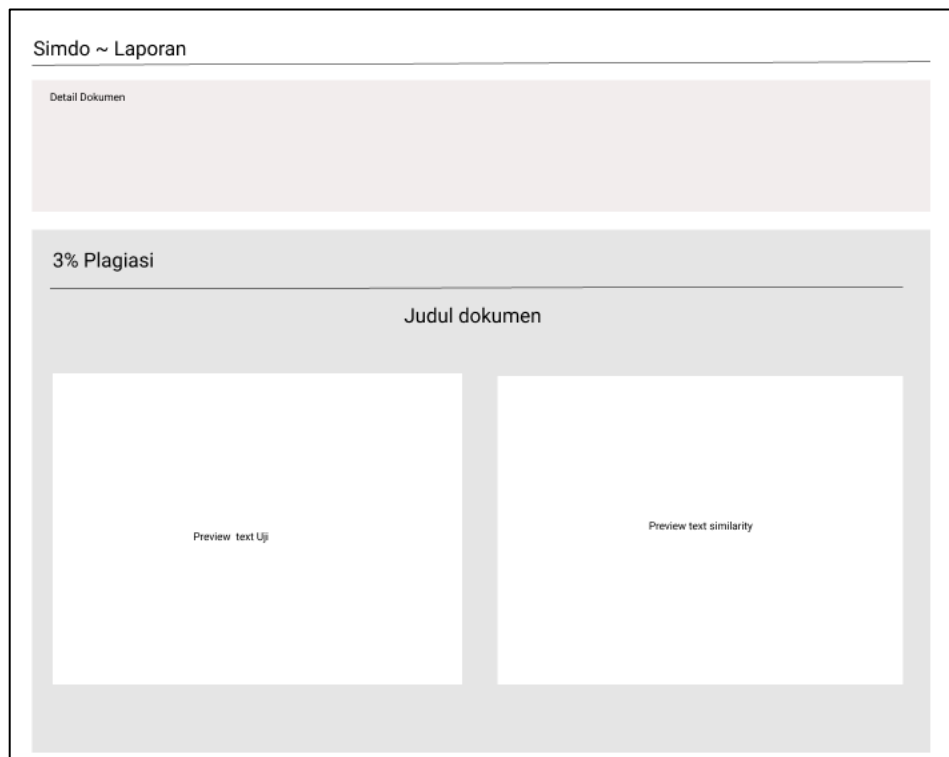 Simdo ~ Laporan
Detail Dokumen
3% Plagiasi
Judul dokumen
Preview text Uji
Preview text similarity